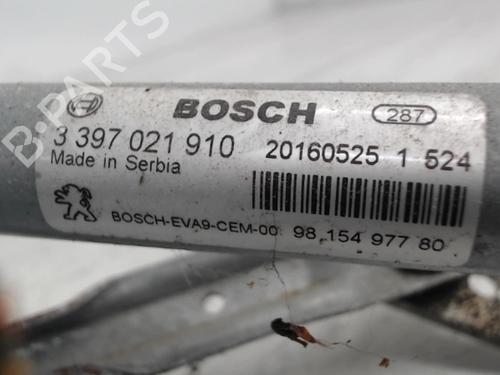 BOSCH
287
3 397 021 910
20160525 1 524
Made in Serbia
BOSCH-EVA9-CEM-00
98 154 977 80
B-PARTS